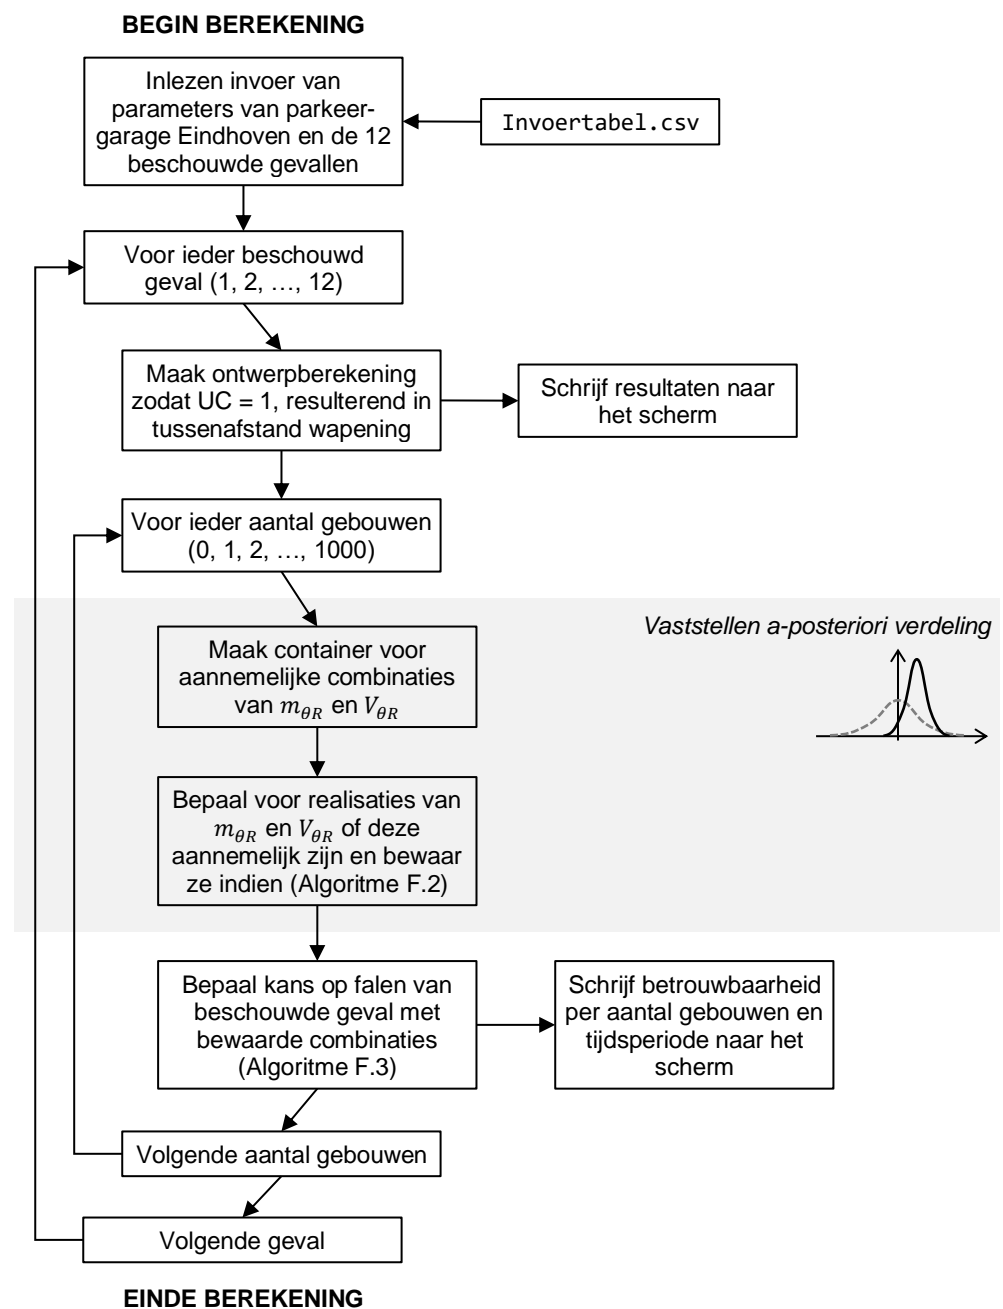 BEGIN BEREKENING
Inlezen invoer van
parameters van parkeer-
garage Eindhoven en de 12
beschouwde gevallen
Invoertabel.csv
Voor ieder beschouwd
geval (1, 2, …, 12)
Maak ontwerpberekening
zodat UC = 1, resulterend in
tussenafstand wapening
Schrijf resultaten naar
het scherm
Voor ieder aantal gebouwen
(0, 1, 2, …, 1000)
Vaststellen a-posteriori verdeling
Maak container voor
aannemelijke combinaties
van m_θR en V_θR
Bepaal voor realisaties van
m_θR en V_θR of deze
aannemelijk zijn en bewaar
ze indien (Algoritme F.2)
Bepaal kans op falen van
beschouwde geval met
bewaarde combinaties
(Algoritme F.3)
Schrijf betrouwbaarheid
per aantal gebouwen en
tijdsperiode naar het
scherm
Volgende aantal gebouwen
Volgende geval
EINDE BEREKENING